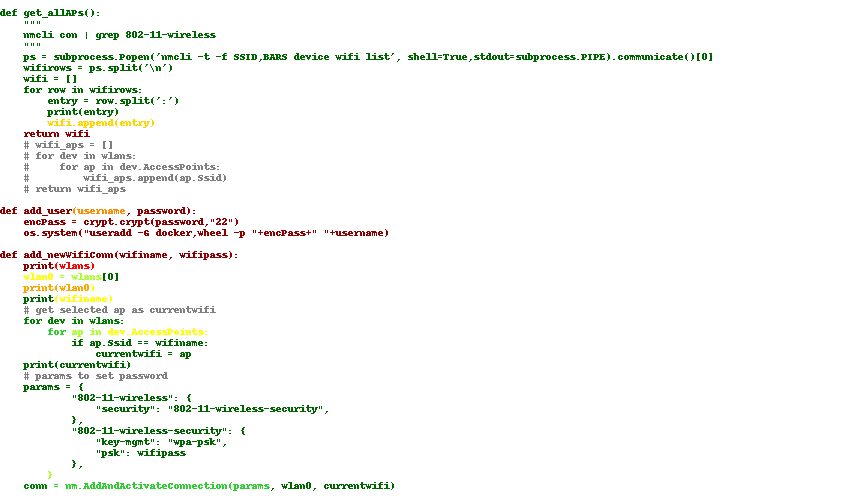 def get_allAPs():
"""
nmcli con | grep 802-11-wireless
"""
ps = subprocess.Popen('nmcli -t -f SSID,BARS device wifi list', shell=True,stdout=subprocess.PIPE).communicate()[0]
wifirows = ps.split('\n')
wifi = []
for row in wifirows:
entry = row.split(':')
print(entry)
wifi.append(entry)
return wifi
# wifi_aps = []
# for dev in wlans:
#     for ap in dev.AccessPoints:
#         wifi_aps.append(ap.Ssid)
# return wifi_aps
def add_user(username, password):
encPass = crypt.crypt(password,"22")
os.system("useradd -G docker,wheel -p "+encPass+" "+username)
def add_newWifiConn(wifiname, wifipass):
print(wlans)
wlan0 = wlans[0]
print(wlan0)
print(wifiname)
# get selected ap as currentwifi
for dev in wlans:
for ap in dev.AccessPoints:
if ap.Ssid == wifiname:
currentwifi = ap
print(currentwifi)
# params to set password
params = {
"802-11-wireless": {
"security": "802-11-wireless-security",
},
"802-11-wireless-security": {
"key-mgmt": "wpa-psk",
"psk": wifipass
},
}
conn = nm.AddAndActivateConnection(params, wlan0, currentwifi)